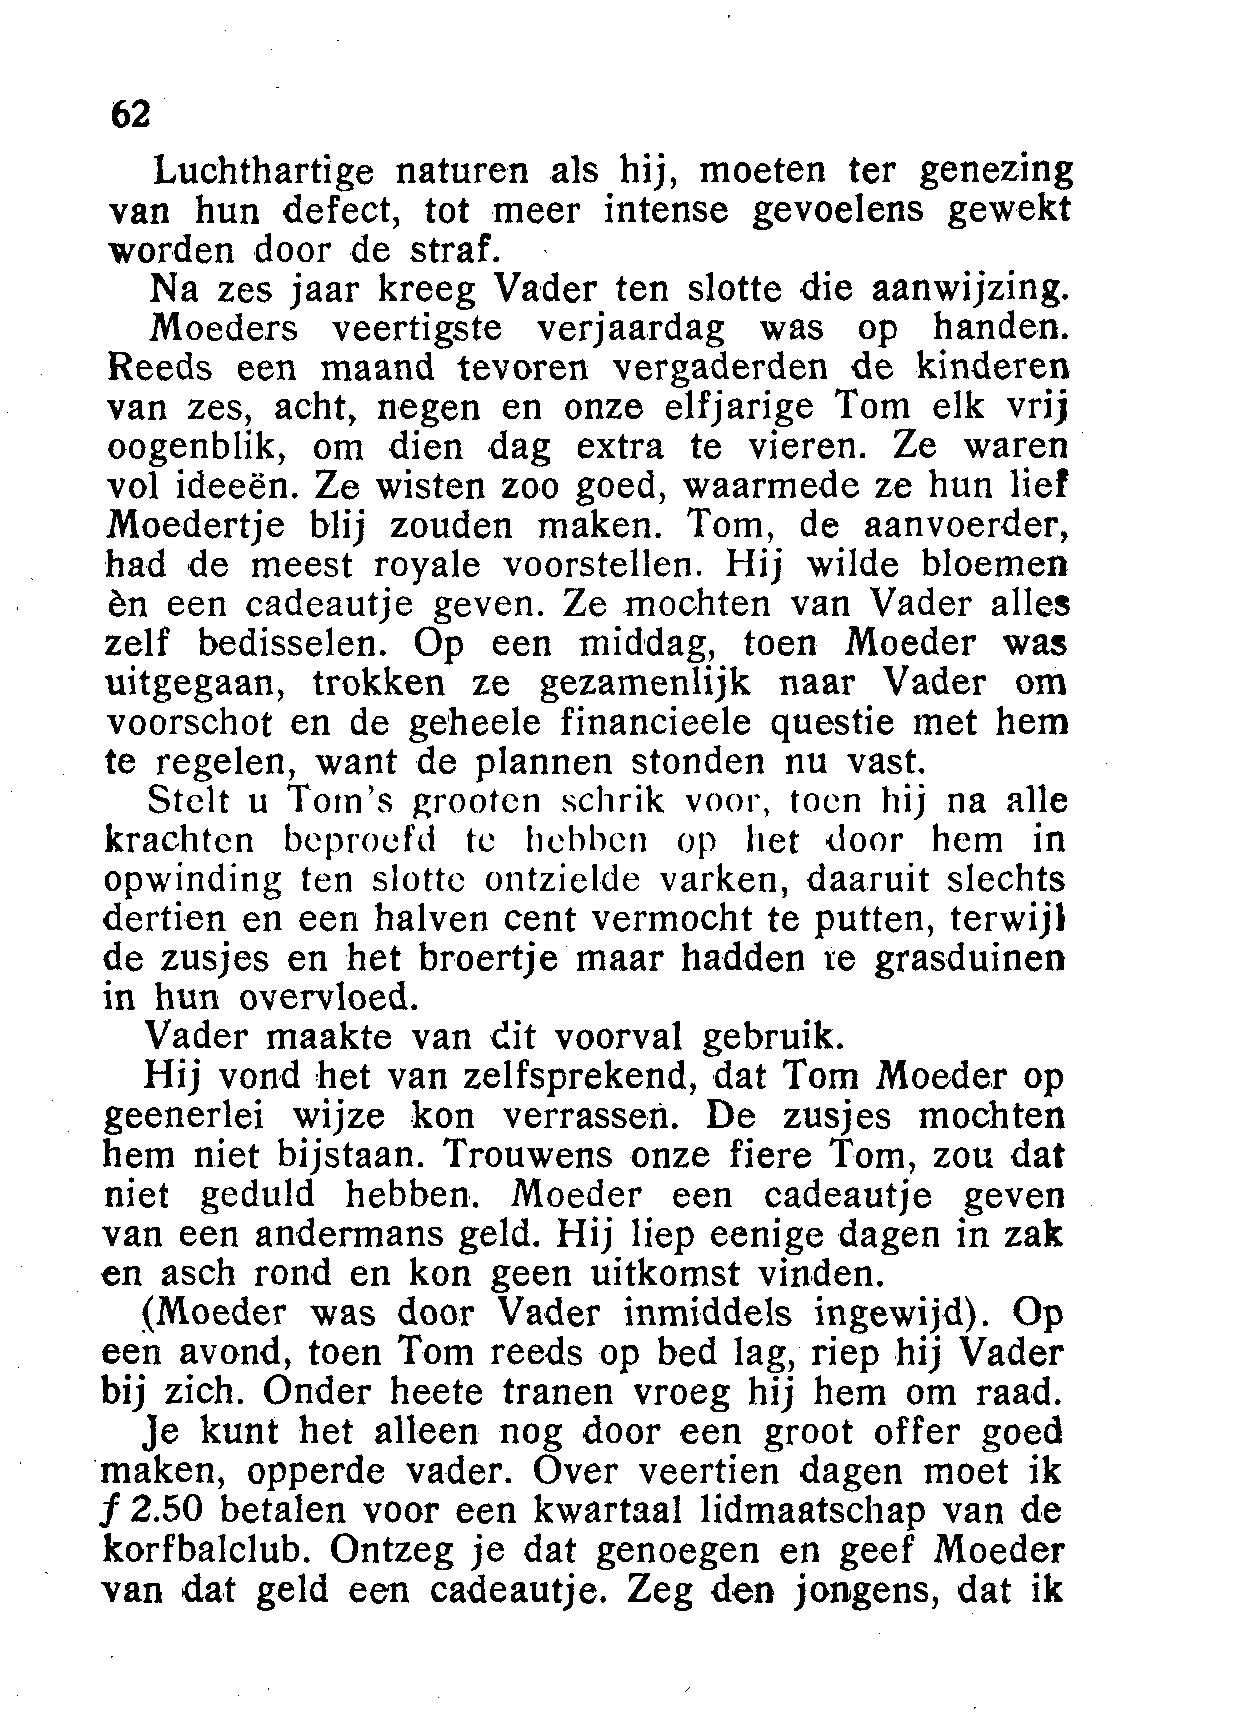 62
Luchthartige naturen als hij, moeten ter genezing
van hun defect, tot meer intense gevoelens gewekt
worden door de straf.
Na zes jaar kreeg Vader ten slotte die aanwijzing.
Moeders veertigste verjaardag was op handen.
Reeds een maand tevoren vergaderden de kinderen
van zes, acht, negen en onze elfjarige Tom elk vrij
oogenblik, om dien dag extra te vieren. Ze waren
vol ideeën. Ze wisten zoo goed, waarmede ze hun lief
Moedertje blij zouden maken. Tom, de aanvoerder,
had de meest royale voorstellen. Hij wilde bloemen
èn een cadeautje geven. Ze mochten van Vader alles
zelf bedisselen. Op een middag, toen Moeder was
uitgegaan, trokken ze gezamenlijk naar Vader om
voorschot en de geheele financieele questie met hem
te regelen, want de plannen stonden nu vast.
Stelt u Tom's grooten schrik voor, toen hij na alle
krachten beproefd te hebben op het door hem in
opwinding ten slotte ontzielde varken, daaruit slechts
dertien en een halven cent vermocht te putten, terwijl
de zusjes en het broertje maar hadden te grasduinen
in hun overvloed.
Vader maakte van dit voorval gebruik.
Hij vond het van zelfsprekend, dat Tom Moeder op
geenerlei wijze kon verrassen. De zusjes mochten
hem niet bijstaan. Trouwens onze fiere Tom, zou dat
niet geduld hebben. Moeder een cadeautje geven
van een andermans geld. Hij liep eenige dagen in zak
en asch rond en kon geen uitkomst vinden.
(Moeder was door Vader inmiddels ingewijd). Op
een avond, toen Tom reeds op bed lag, riep hij Vader
bij zich. Onder heete tranen vroeg hij hem om raad.
Je kunt het alleen nog door een groot offer goed
maken, opperde vader. Over veertien dagen moet ik
f 2.50 betalen voor een kwartaal lidmaatschap van de
korfbalclub. Ontzeg je dat genoegen en geef Moeder
van dat geld een cadeautje. Zeg den jongens, dat ik